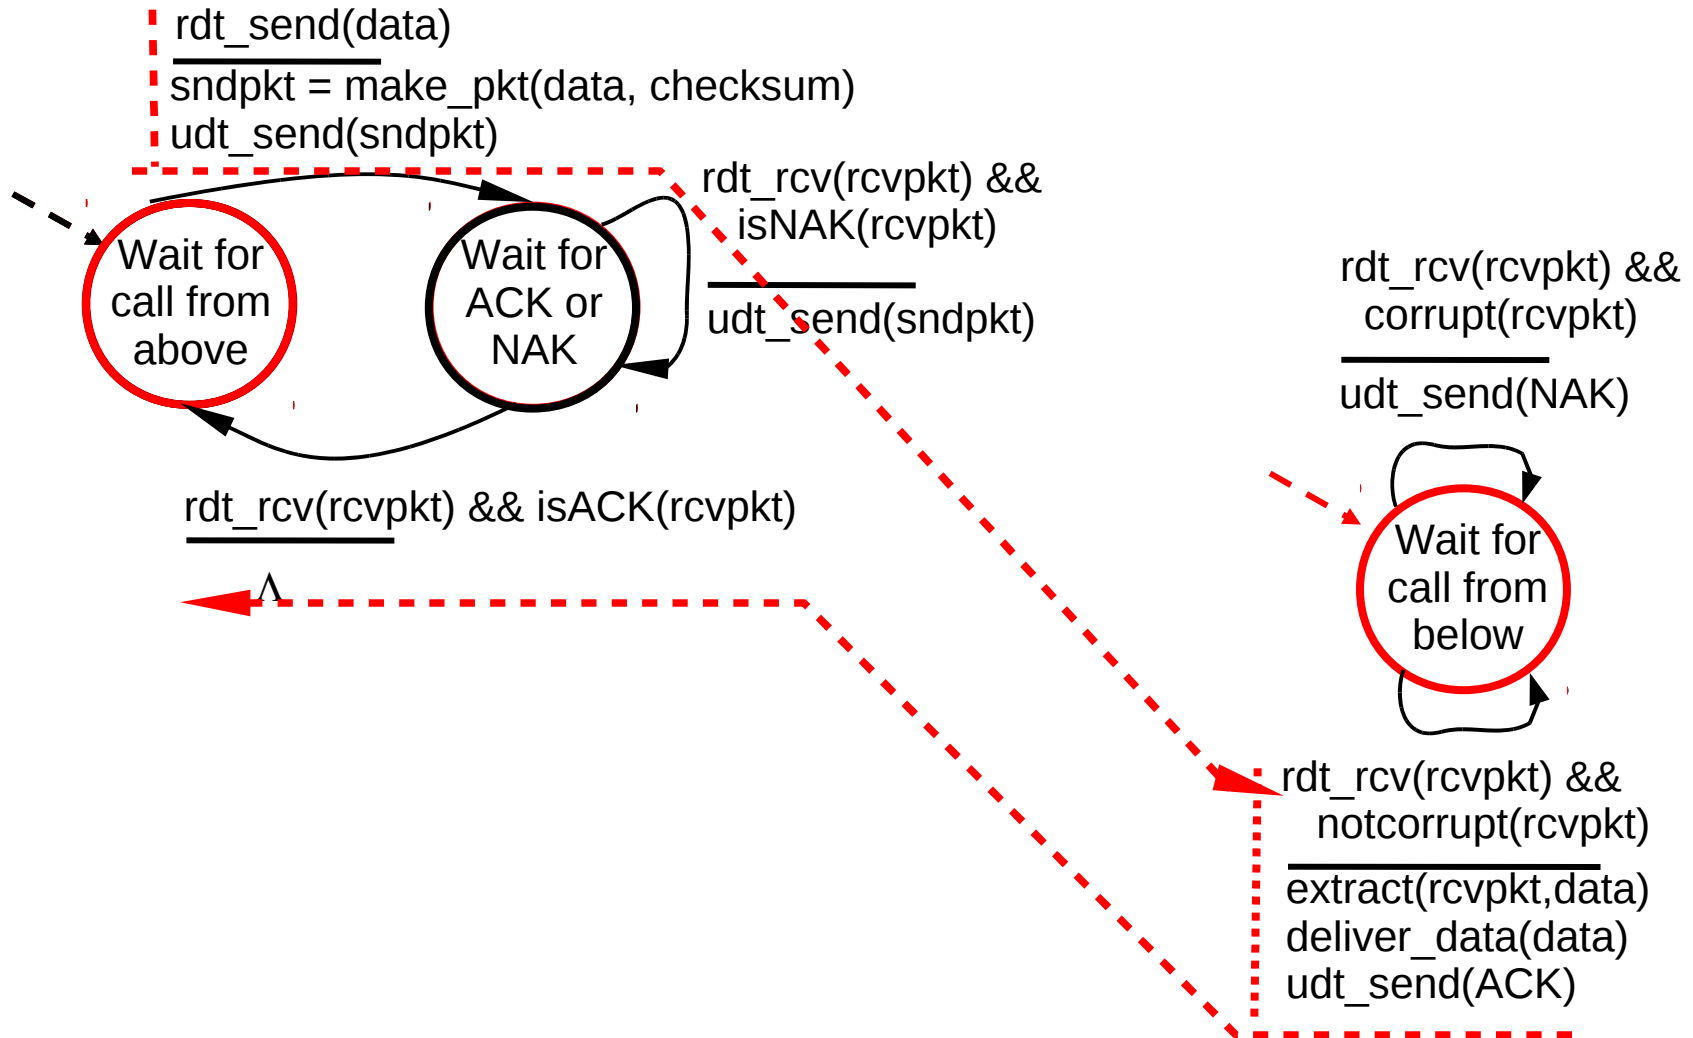 rdt_send(data)
sndpkt = make_pkt(data, checksum)
udt_send(sndpkt)
rdt_rcv(rcvpkt) &&
isNAK(rcvpkt)
udt_send(sndpkt)
Wait for
call from
above
Wait for
ACK or
NAK
rdt_rcv(rcvpkt) && isACK(rcvpkt)
Λ
rdt_rcv(rcvpkt) &&
corrupt(rcvpkt)
udt_send(NAK)
Wait for
call from
below
rdt_rcv(rcvpkt) &&
notcorrupt(rcvpkt)
extract(rcvpkt,data)
deliver_data(data)
udt_send(ACK)